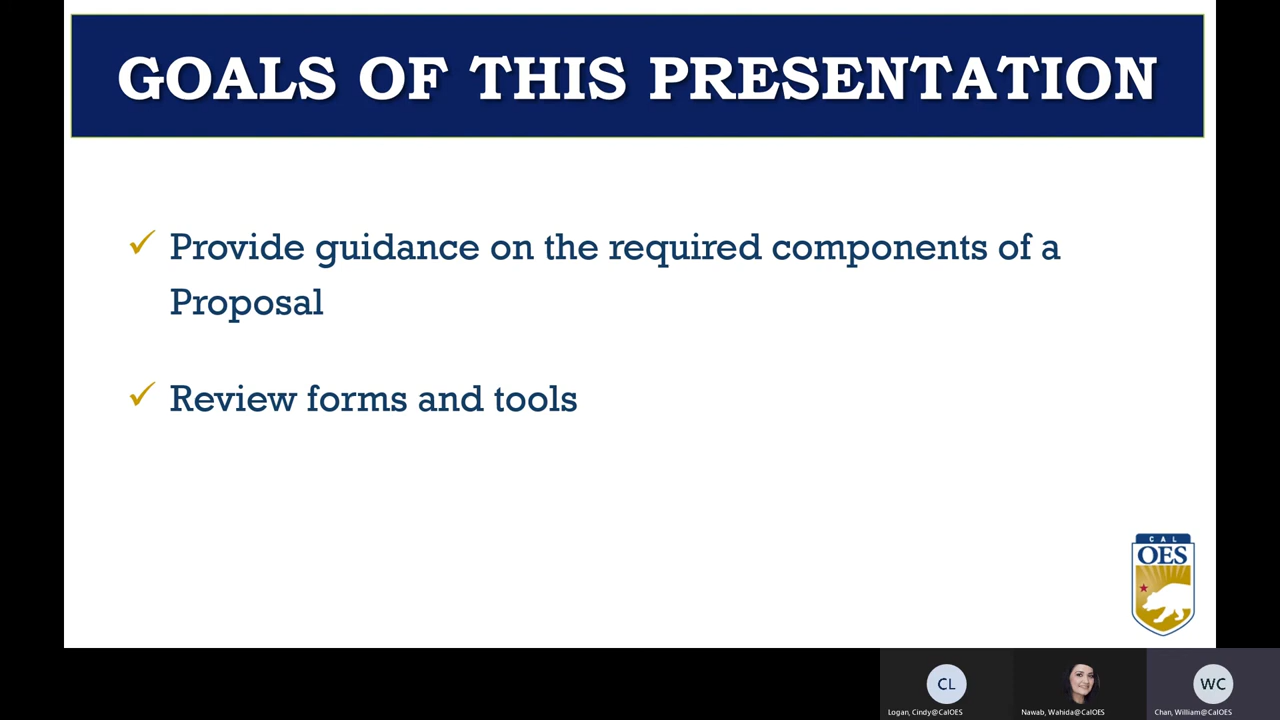 GOALS OF THIS PRESENTATION
✓ Provide guidance on the required components of a
Proposal
✓ Review forms and tools
CAL
OES
CL
WC
Logan, Cindy@CalOES
Nawab, Wahida@CalOES
Chan, William@CalOES